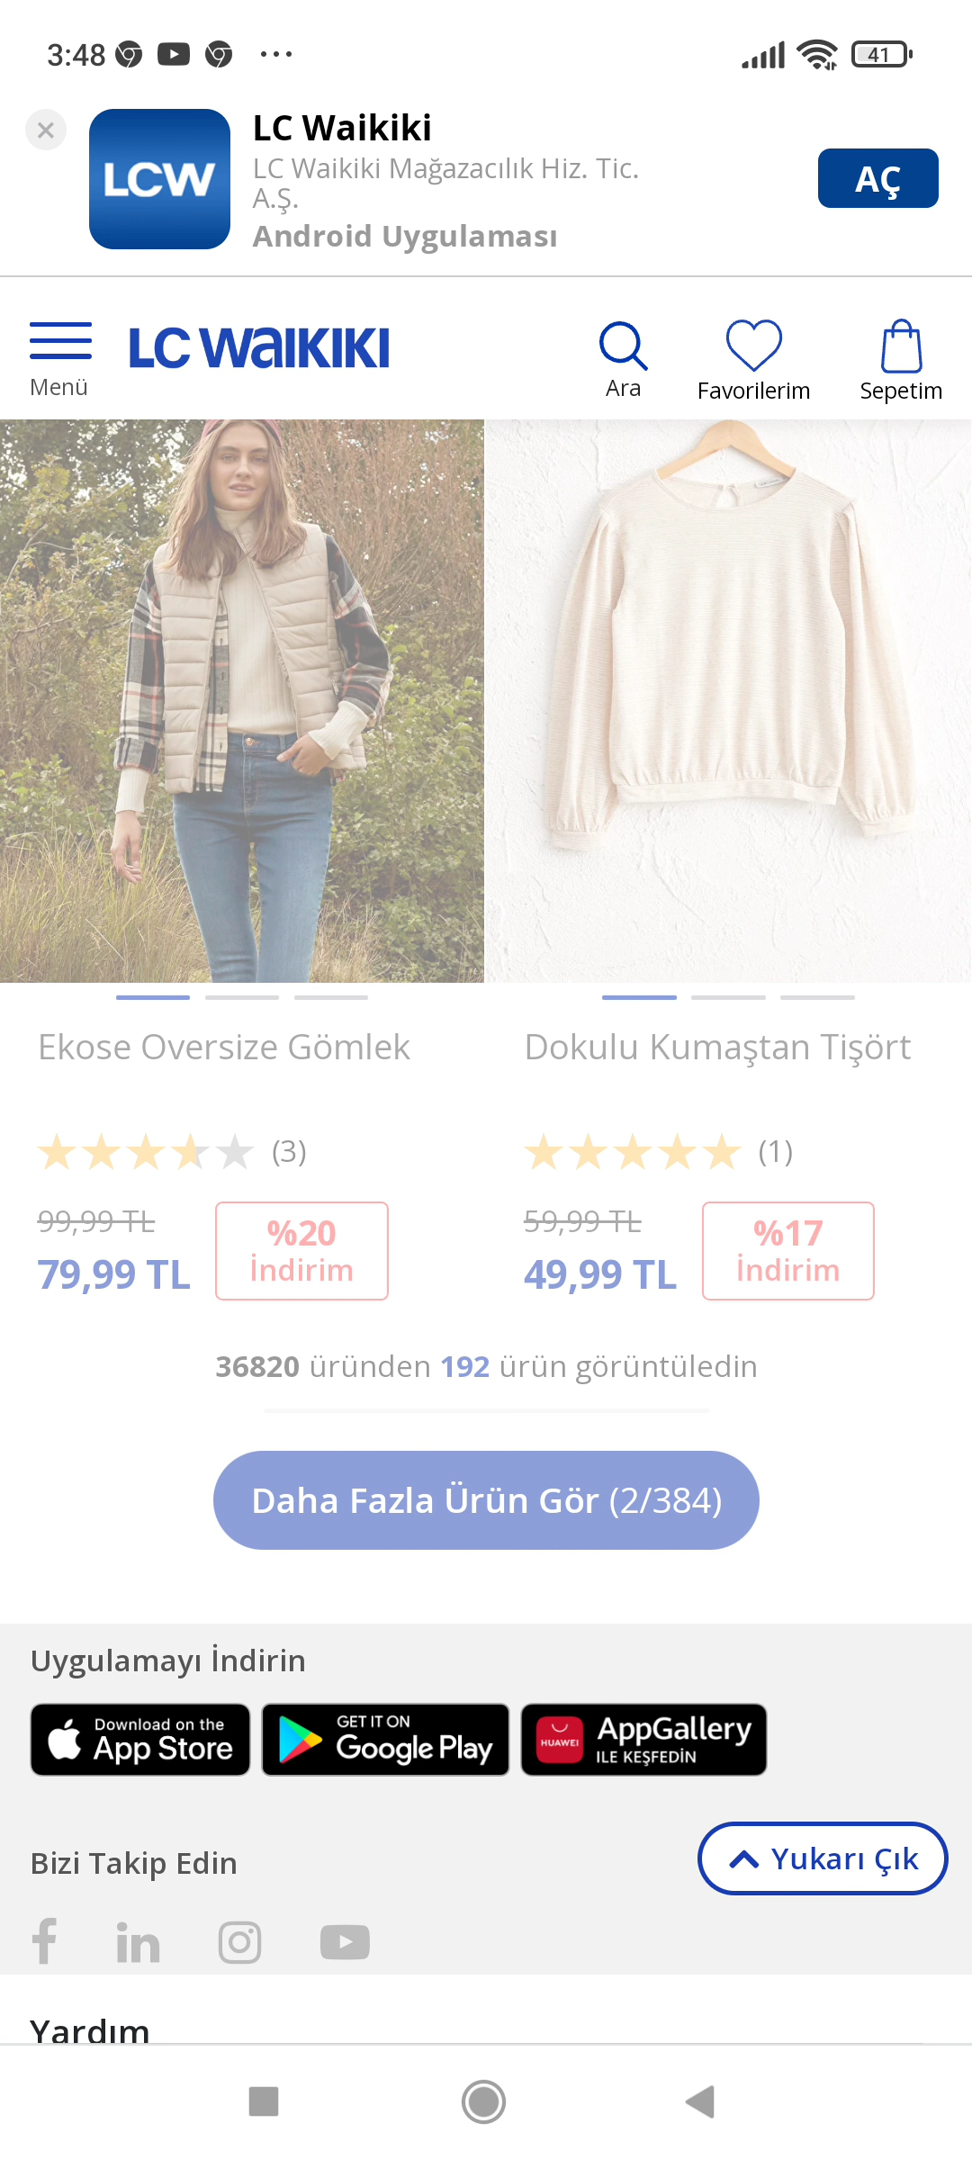 3:48
41
LC Waikiki
LC Waikiki Mağazacılık Hiz. Tic.
A.Ş.
Android Uygulaması
AÇ
LCW
Menü
LC WAIKIKI
Ara
Favorilerim
Sepetim
Ekose Oversize Gömlek
Dokulu Kumaştan Tişört
(3)
(1)
99,99 TL
79,99 TL
%20
İndirim
59,99 TL
49,99 TL
%17
İndirim
36820 üründen 192 ürün görüntüledin
Daha Fazla Ürün Gör (2/384)
Uygulamayı İndirin
Download on the
App Store
GET IT ON
Google Play
HUAWEI
AppGallery
ILE KEŞFEDİN
Bizi Takip Edin
Yukarı Çık
Yardım